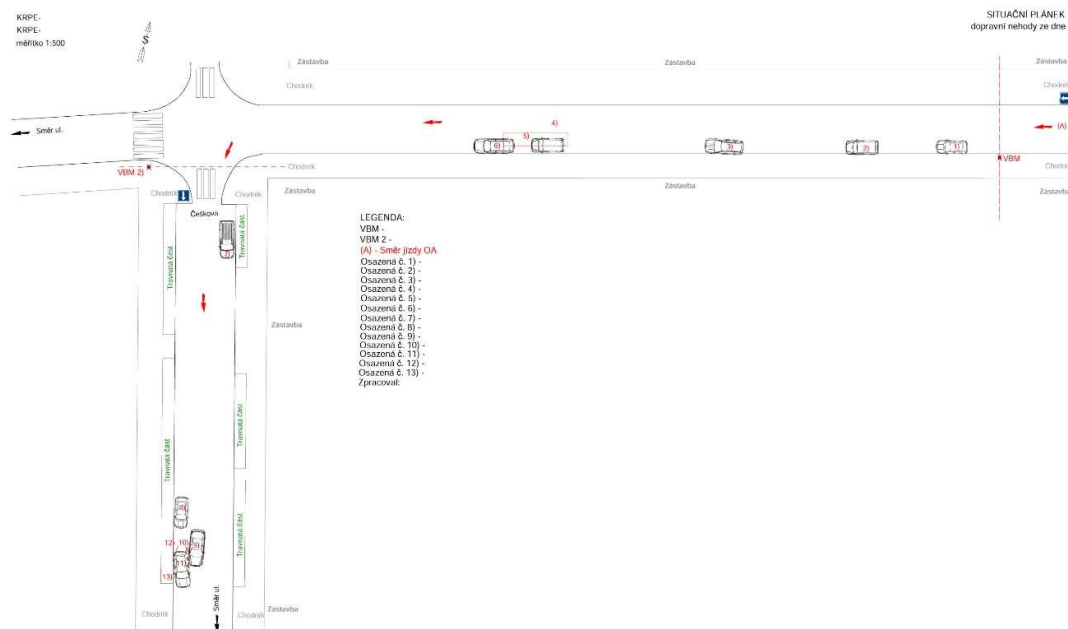 KRPE-
KRPE-
měřítko 1:500
SITUAČNÍ PLÁNEK
dopravní nehody ze dne
S
Zástavba
Zástavba
Zástavba
Chodník
Chodník
Směr ul.
4)
5)
6)
3)
2)
1)
(A)
VBM
VBM 2)
Chodník
Chodník
Chodník
Chodník
Zástavba
Zástavba
Zástavba
Češkova
7)
Travnatá část
Travnatá část
LEGENDA:
VBM -
VBM 2 -
(A) - Směr jízdy OA
Osazená č. 1) -
Osazená č. 2) -
Osazená č. 3) -
Osazená č. 4) -
Osazená č. 5) -
Osazená č. 6) -
Osazená č. 7) -
Osazená č. 8) -
Osazená č. 9) -
Osazená č. 10) -
Osazená č. 11) -
Osazená č. 12) -
Osazená č. 13) -
Zpracoval:
Zástavba
Travnatá část
Travnatá část
8)
Travnatá část
12)
10)
9)
11)
13)
Směr ul.
Chodník
Chodník
Zástavba